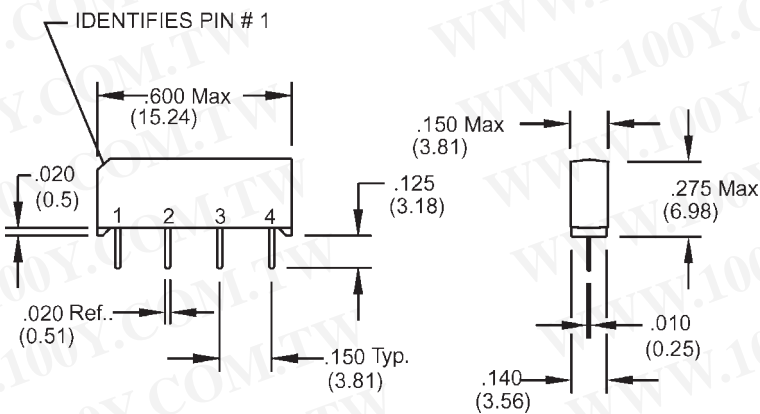 IDENTIFIES PIN # 1
.600 Max
(15.24)
.020
(0.5)
1 2 3 4
.125
(3.18)
.020 Ref..
(0.51)
.150 Typ.
(3.81)
.150 Max
(3.81)
.275 Max
(6.98)
.010
(0.25)
.140
(3.56)
WWW.100Y.COM.TW